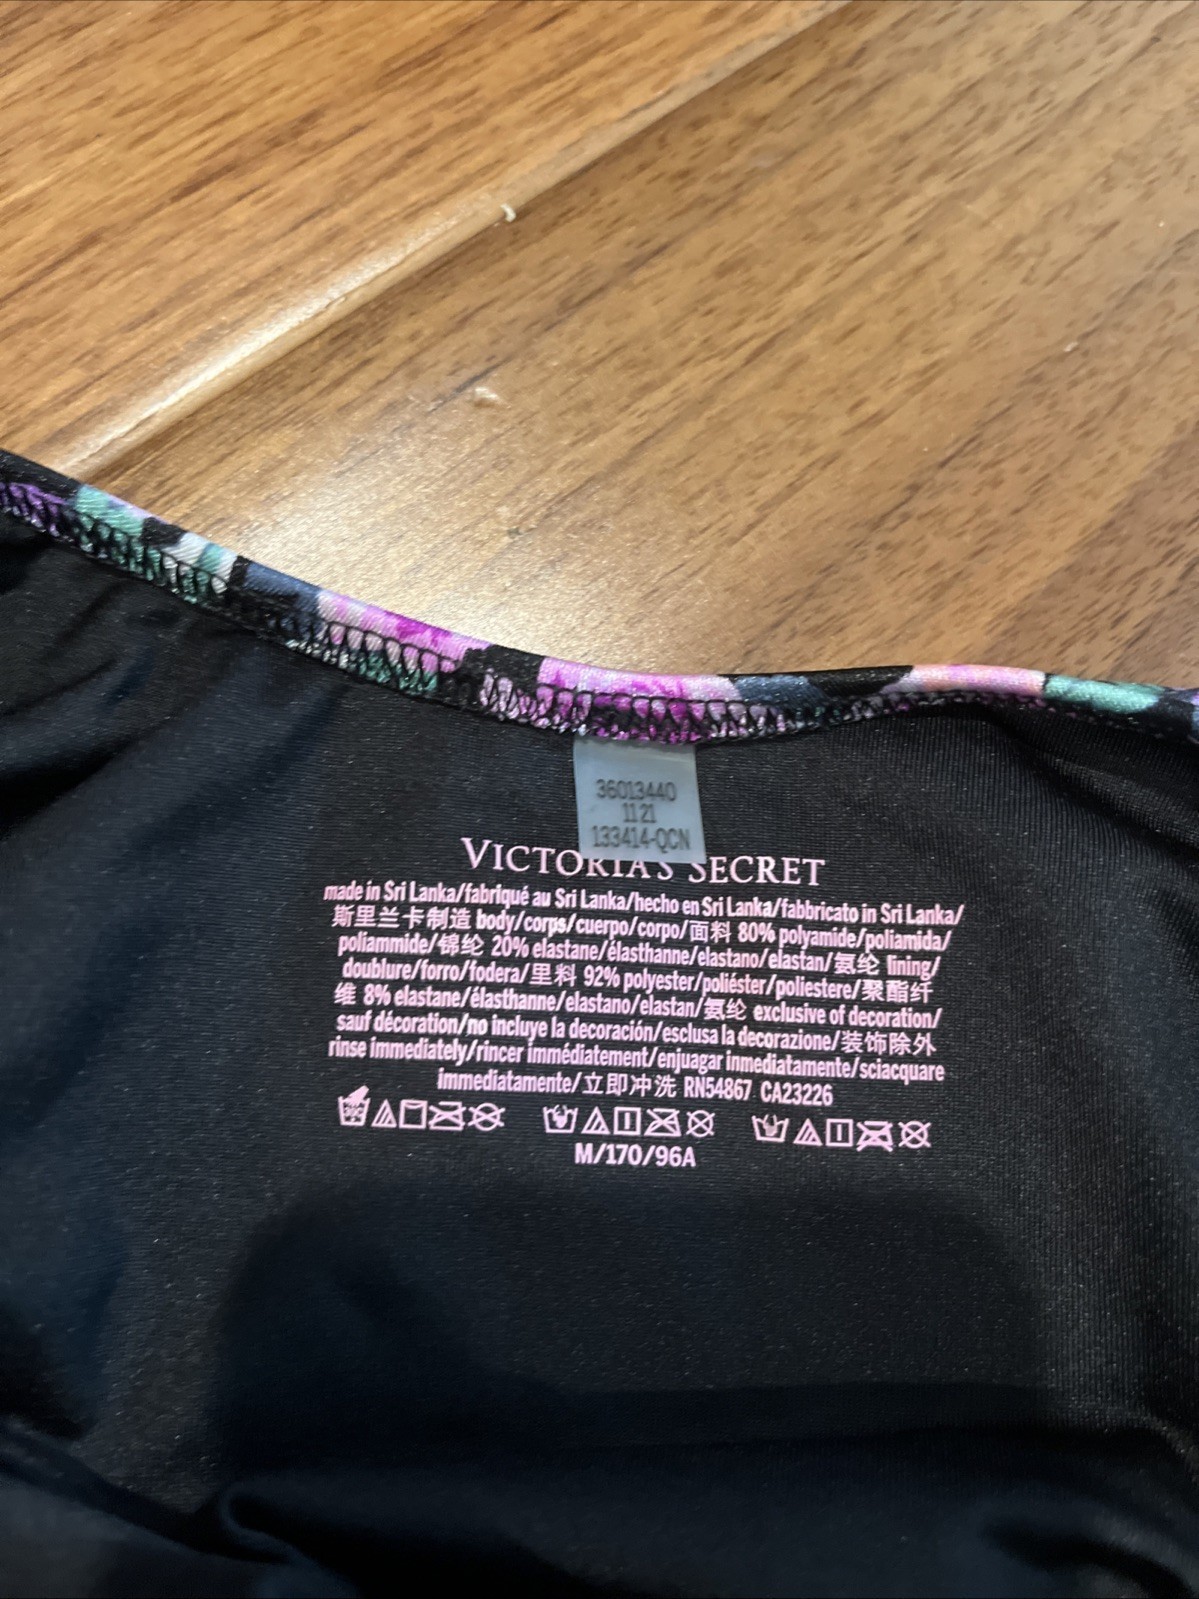 36013440
11 21
133414-QCN
VICTORIA'S SECRET
made in Sri Lanka/fabriqué au Sri Lanka/hecho en Sri Lanka/fabbricato in Sri Lanka/
斯里兰卡制造 body/corps/cuerpo/corpo/面料 80% polyamide/poliamida/
poliammide/锦纶 20% elastane/élasthanne/elastano/elastan/氨纶 lining/
doublure/forro/fodera/里料 92% polyester/poliéster/poliestere/聚酯纤
维 8% elastane/élasthanne/elastano/elastan/氨纶 exclusive of decoration/
sauf décoration/no incluye la decoración/esclusa la decorazione/装饰除外
rinse immediately/rincer immédiatement/enjuagar inmediatamente/sciacquare
immediatamente/立即冲洗 RN54867 CA23226
M/170/96A